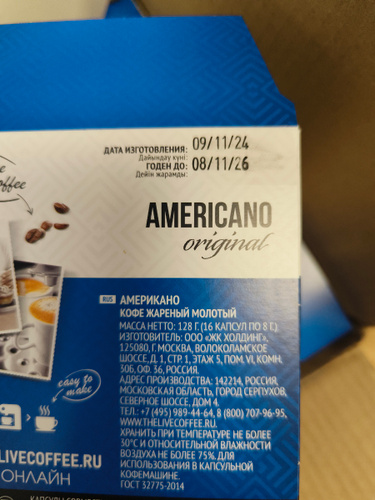 09/11/24
ДАТА ИЗГОТОВЛЕНИЯ:
Дайындау күні:
08/11/26
ГОДЕН ДО:
Дейін жарамды:
AMERICANO
original
RUS АМЕРИКАНО
КОФЕ ЖАРЕНЫЙ МОЛОТЫЙ
МАССА НЕТТО: 128 Г. (16 КАПСУЛ ПО 8 Г.)
ИЗГОТОВИТЕЛЬ: ООО "ЖК ХОЛДИНГ",
125080, Г. МОСКВА, ВОЛОКОЛАМСКОЕ
ШОССЕ, Д. 1, СТР. 1, ЭТАЖ 5, ПОМ. VI, КОМН.
30Б, ОФ. 36, РОССИЯ.
АДРЕС ПРОИЗВОДСТВА: 142214, РОССИЯ,
МОСКОВСКАЯ ОБЛАСТЬ, ГОРОД СЕРПУХОВ,
СЕВЕРНОЕ ШОССЕ, ДОМ 4.
ТЕЛ.: +7 (495) 989-44-64, 8 (800) 707-96-95,
WWW.THELIVECOFFEE.RU.
ХРАНИТЬ ПРИ ТЕМПЕРАТУРЕ НЕ БОЛЕЕ
30°С И ОТНОСИТЕЛЬНОЙ ВЛАЖНОСТИ
ВОЗДУХА НЕ БОЛЕЕ 75%. ДЛЯ
ИСПОЛЬЗОВАНИЯ В КАПСУЛЬНОЙ
КОФЕМАШИНЕ.
ГОСТ 32775-2014
easy to
make
LIVECOFFEE.RU
ОНЛАЙН